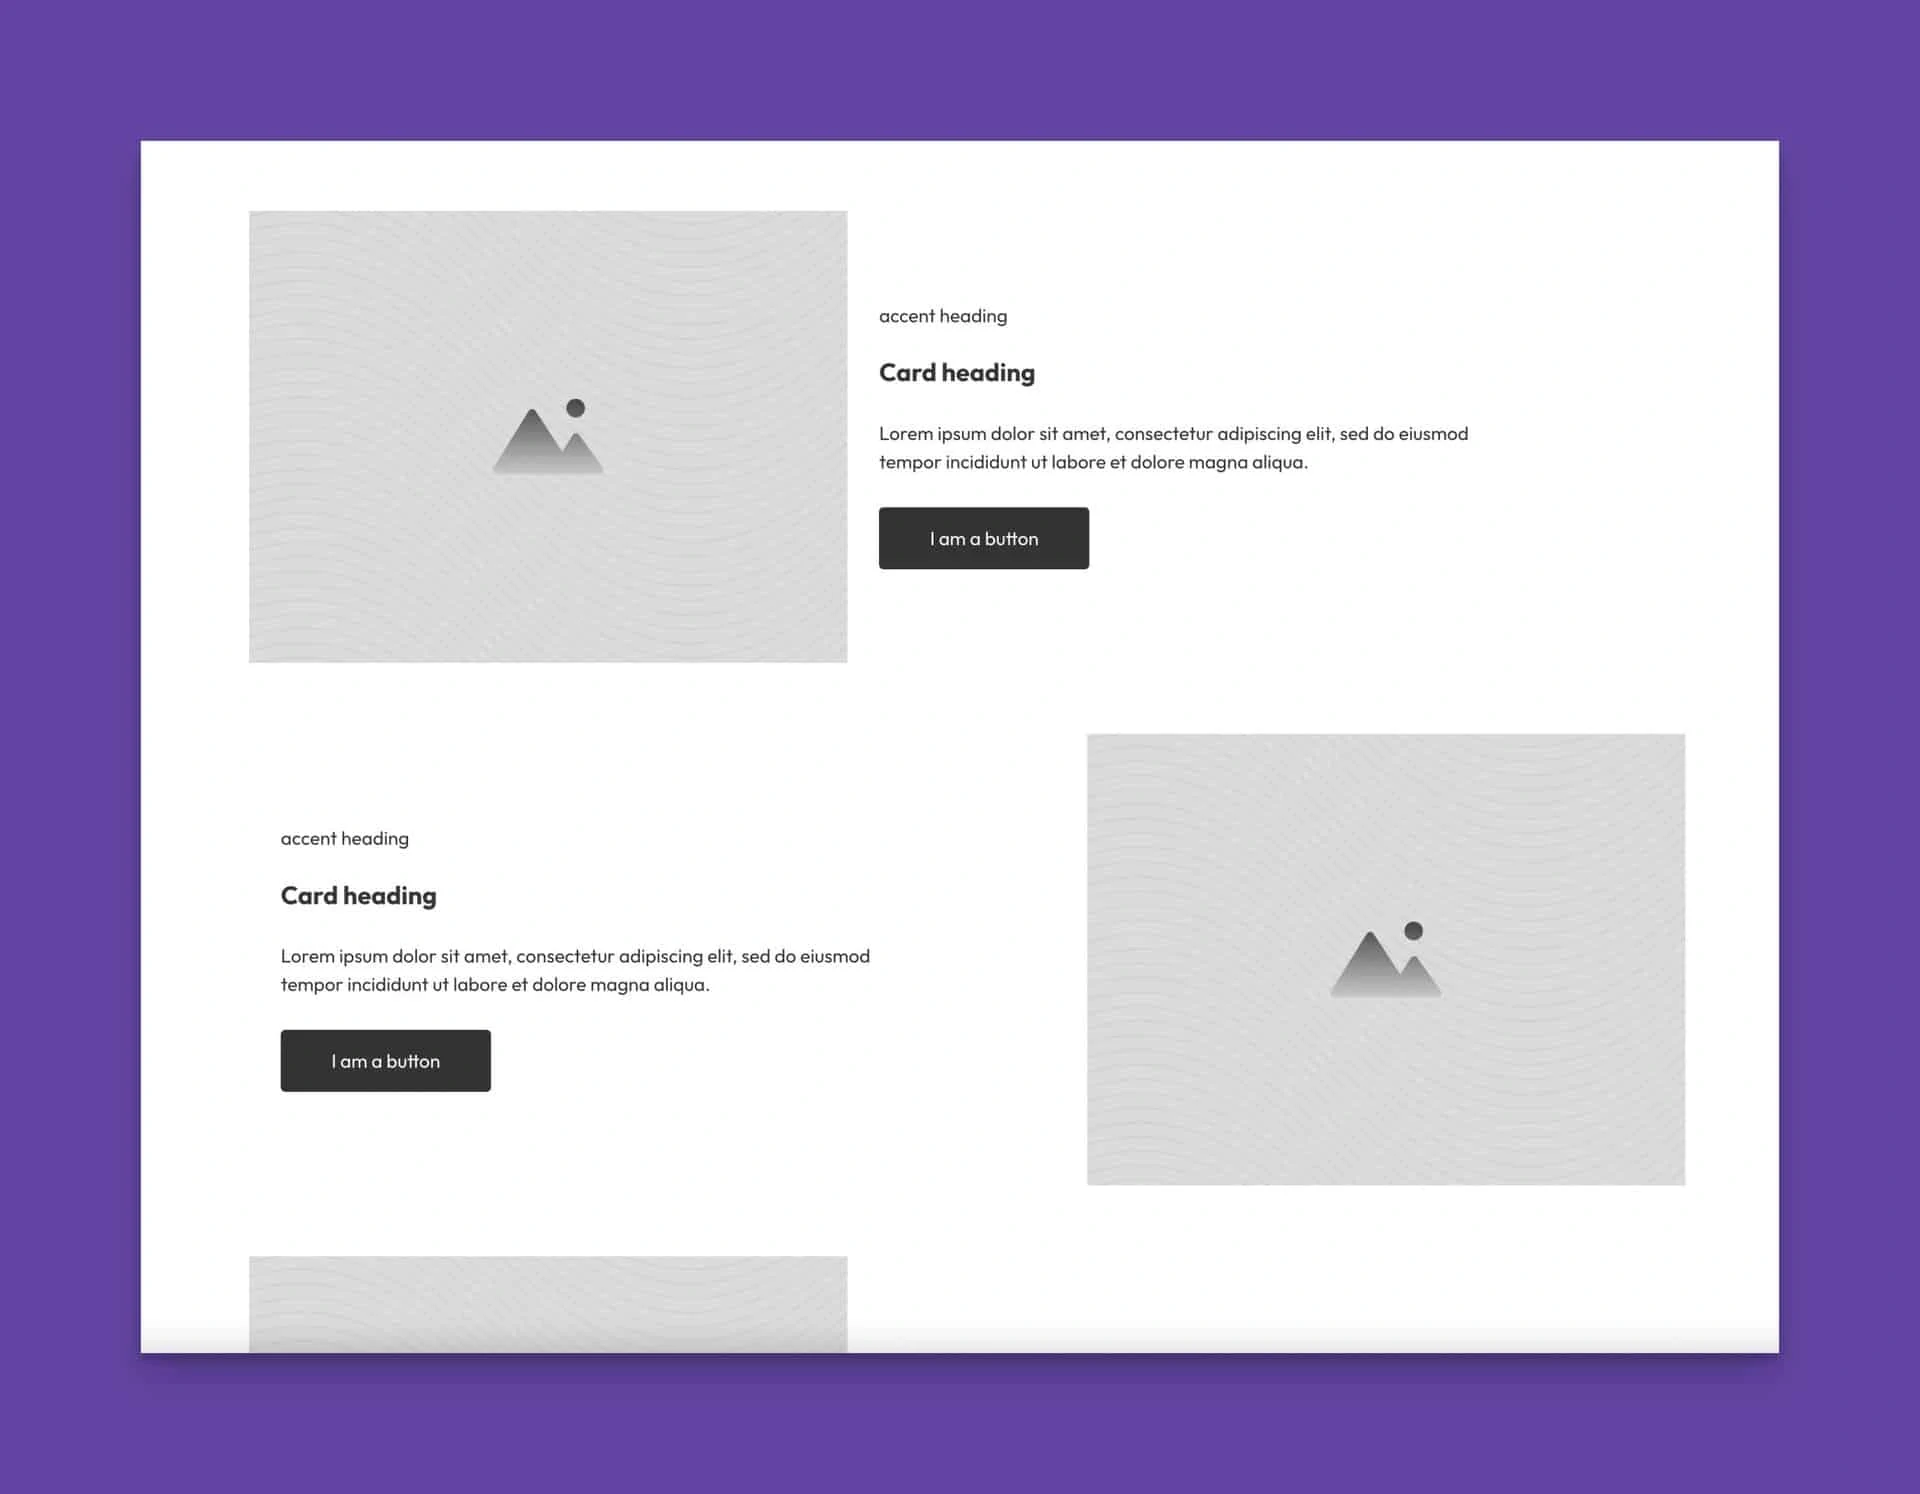 accent heading
Card heading
Lorem ipsum dolor sit amet, consectetur adipiscing elit, sed do eiusmod
tempor incididunt ut labore et dolore magna aliqua.
I am a button
accent heading
Card heading
Lorem ipsum dolor sit amet, consectetur adipiscing elit, sed do eiusmod
tempor incididunt ut labore et dolore magna aliqua.
I am a button